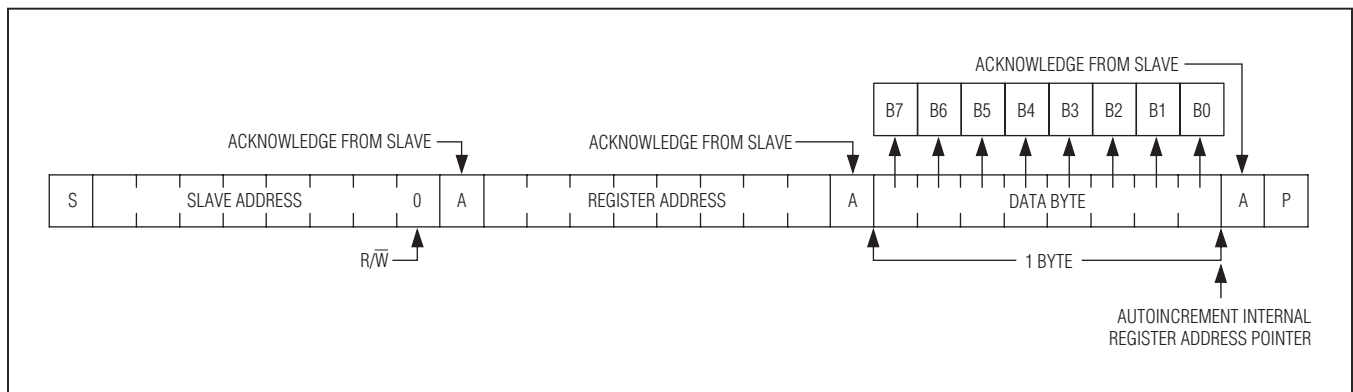 ACKNOWLEDGE FROM SLAVE
B7 B6 B5 B4 B3 B2 B1 B0
ACKNOWLEDGE FROM SLAVE
ACKNOWLEDGE FROM SLAVE
S SLAVE ADDRESS 0 A REGISTER ADDRESS A DATA BYTE A P
R/W̅
1 BYTE
AUTOINCREMENT INTERNAL
REGISTER ADDRESS POINTER